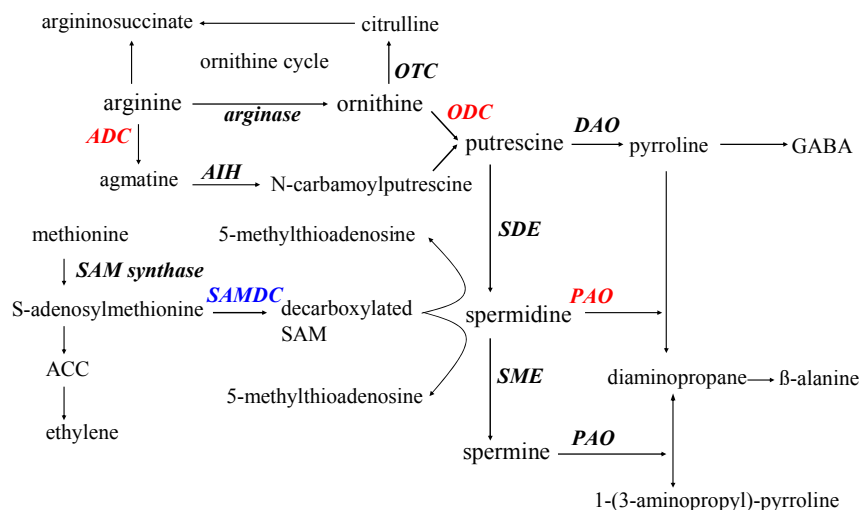 argininosuccinate
citrulline
ornithine cycle
OTC
arginine
arginase
ornithine
ODC
ADC
putrescine
DAO
pyrroline
GABA
agmatine
AIH
N-carbamoylputrescine
methionine
5-methylthioadenosine
SDE
SAM synthase
S-adenosylmethionine
SAMDC
decarboxylated
SAM
spermidine
PAO
ACC
SME
diaminopropane
ß-alanine
5-methylthioadenosine
ethylene
spermine
PAO
1-(3-aminopropyl)-pyrroline